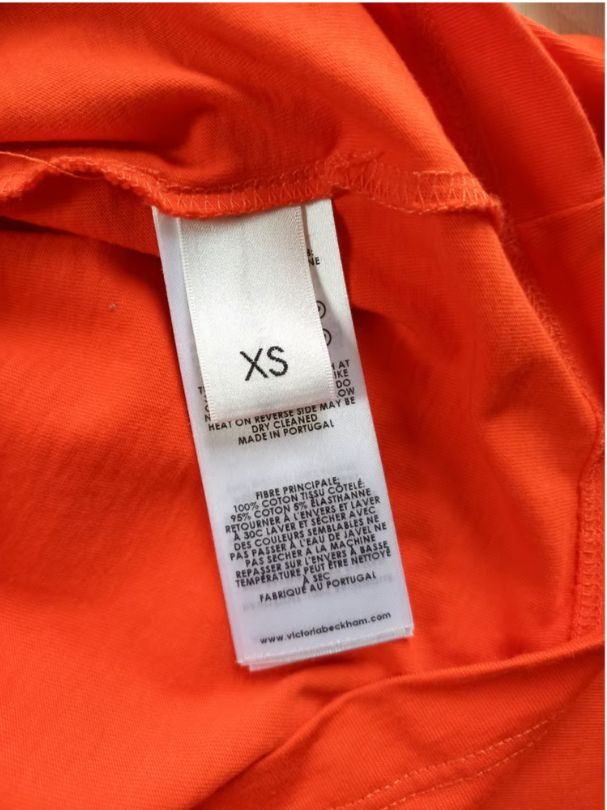 XS
AT
DO
HEAT ON REVERSE SIDE MAY BE
DRY CLEANED
MADE IN PORTUGAL
FIBRE PRINCIPALE:
100% COTON TISSU CÔTELÉ:
95% COTON 5% ÉLASTHANNE
RETOURNER À L'ENVERS ET LAVER
À 30C LAVER ET SÉCHER AVEC
DES COULEURS SEMBLABLES NE
PAS PASSER À L'EAU DE JAVEL NE
PAS SÉCHER À LA MACHINE
REPASSER SUR L'ENVERS À BASSE
TEMPÉRATURE PEUT ÊTRE NETTOYÉ
À SEC
FABRIQUÉ AU PORTUGAL
www.victoriabeckham.com